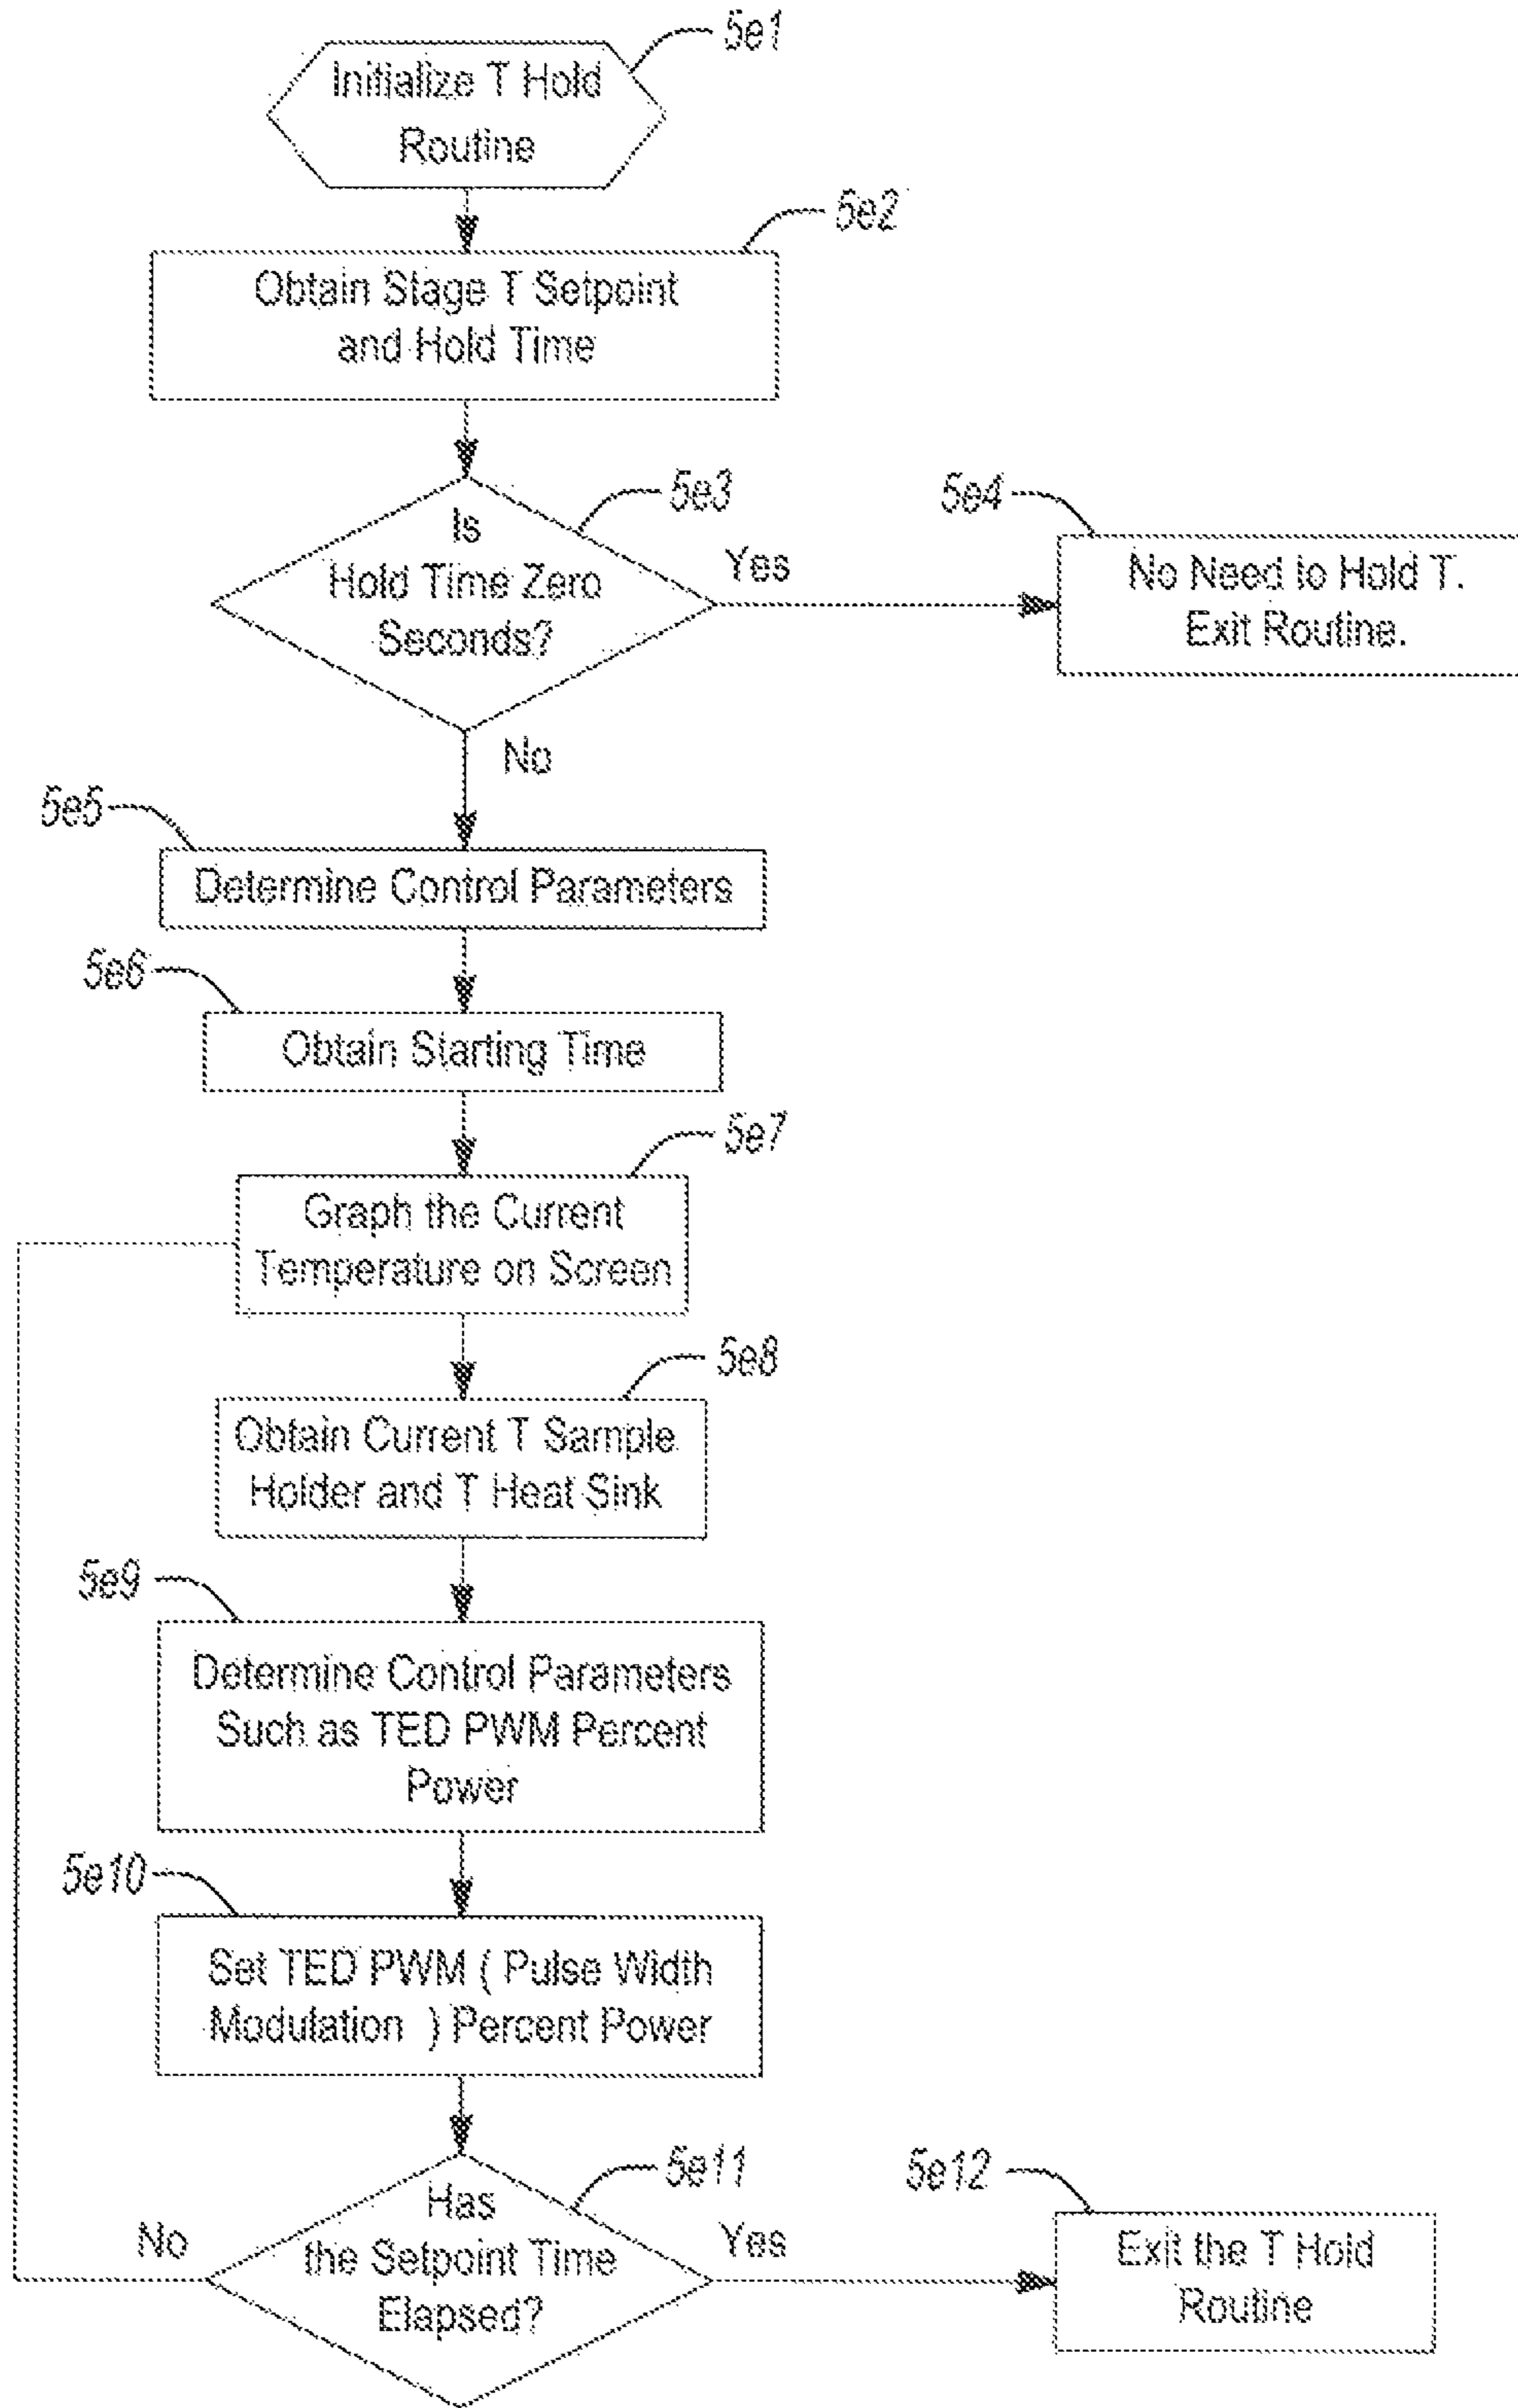 5e1
Initialize T Hold
Routine
5e2
Obtain Stage T Setpoint
and Hold Time
5e3
Is
Hold Time Zero
Seconds?
Yes
5e4
No Need to Hold T.
Exit Routine.
No
5e5
Determine Control Parameters
5e6
Obtain Starting Time
5e7
Graph the Current
Temperature on Screen
5e8
Obtain Current T Sample
Holder and T Heat Sink
5e9
Determine Control Parameters
Such as TED PWM Percent
Power
5e10
Set TED PWM ( Pulse Width
Modulation ) Percent Power
5e11
Has
the Setpoint Time
Elapsed?
No
Yes
5e12
Exit the T Hold
Routine